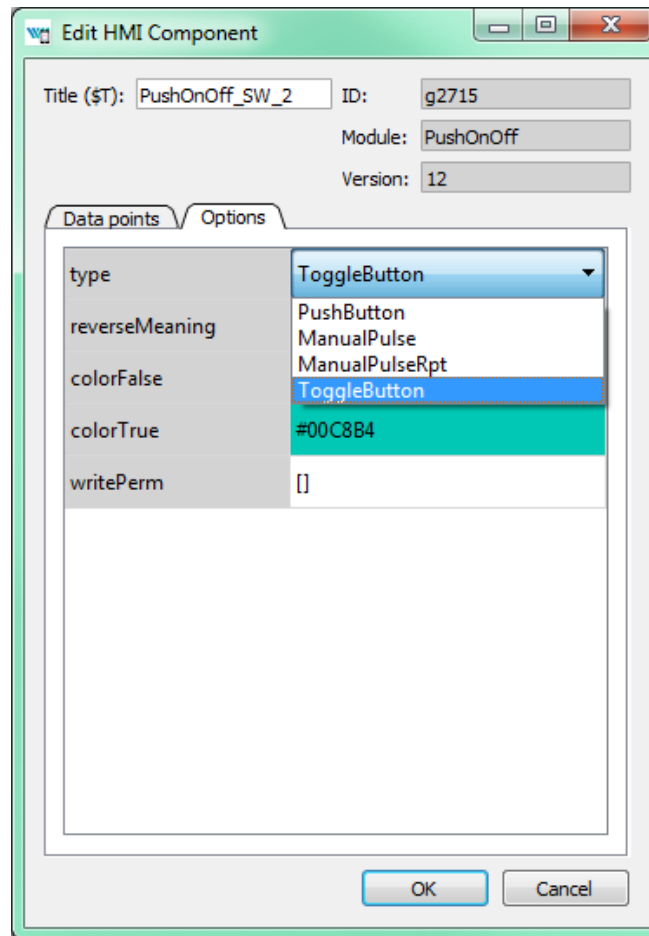 Edit HMI Component
Title ($T): PushOnOff_SW_2 ID: g2715
Module: PushOnOff
Version: 12
Data points Options
type ToggleButton
PushButton
reverseMeaning
ManualPulse
ManualPulseRpt
colorFalse
ToggleButton
colorTrue #00C8B4
writePerm []
OK Cancel